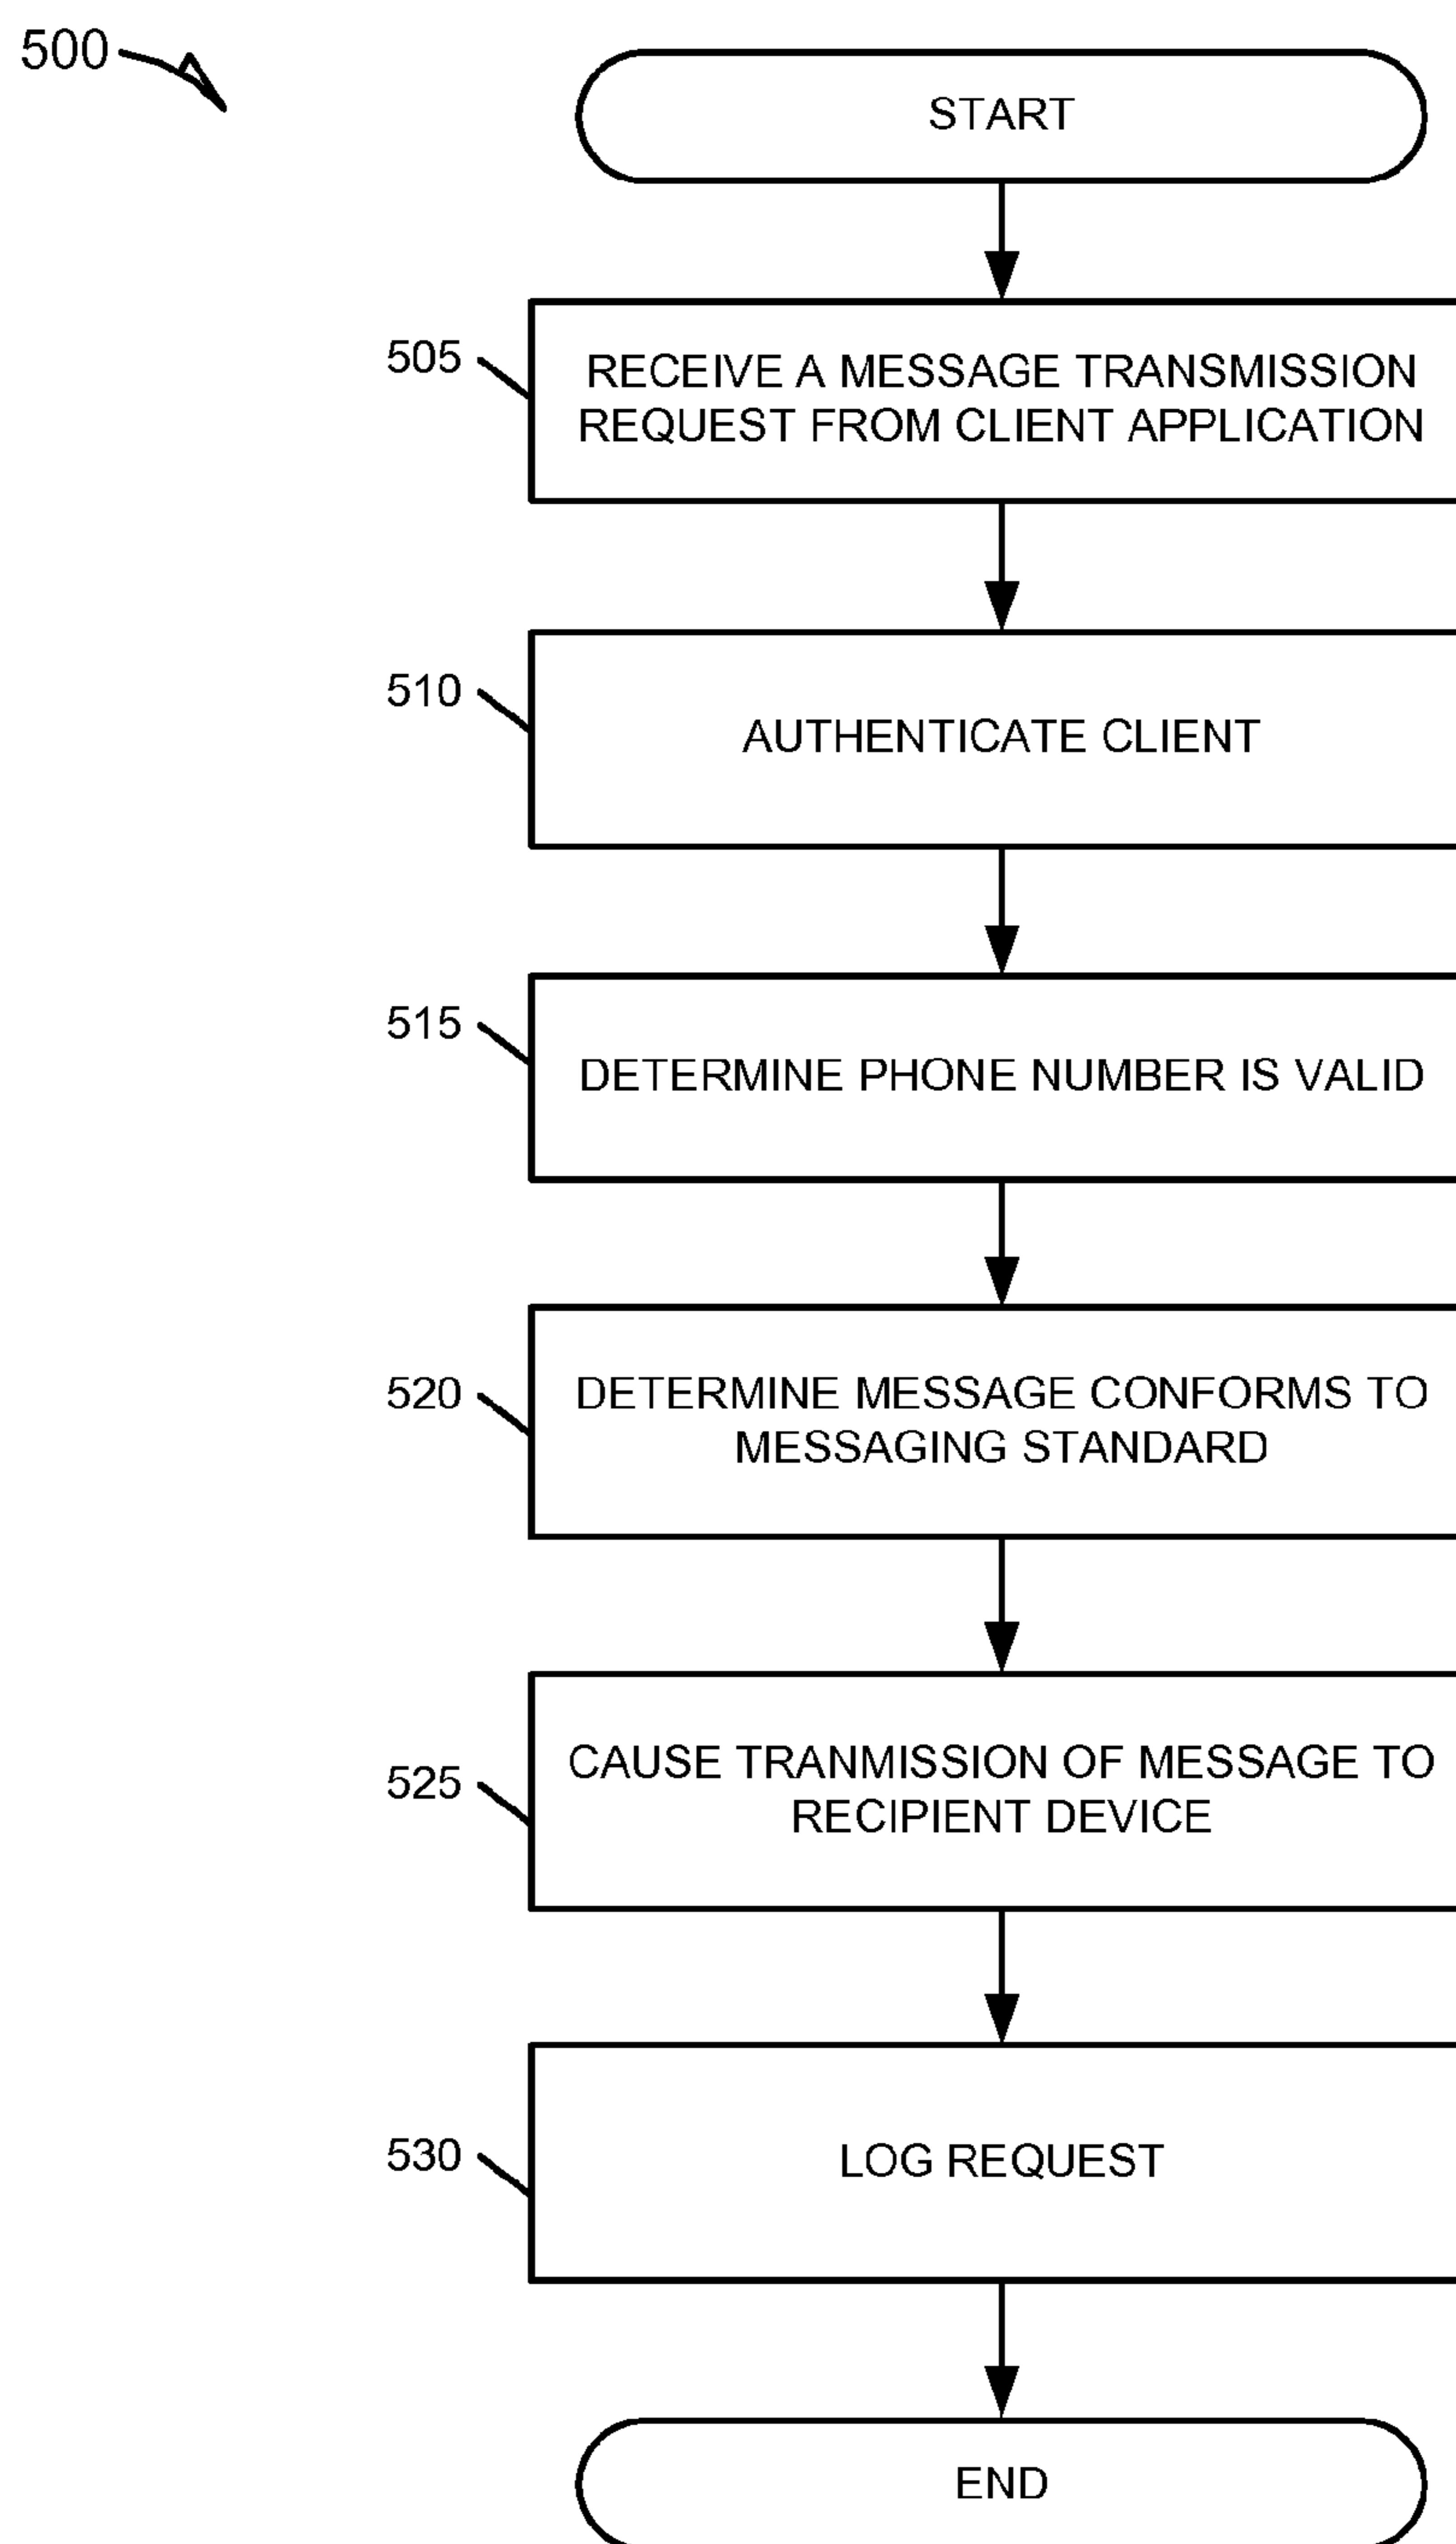 500
START
505
RECEIVE A MESSAGE TRANSMISSION
REQUEST FROM CLIENT APPLICATION
510
AUTHENTICATE CLIENT
515
DETERMINE PHONE NUMBER IS VALID
520
DETERMINE MESSAGE CONFORMS TO
MESSAGING STANDARD
525
CAUSE TRANMISSION OF MESSAGE TO
RECIPIENT DEVICE
530
LOG REQUEST
END